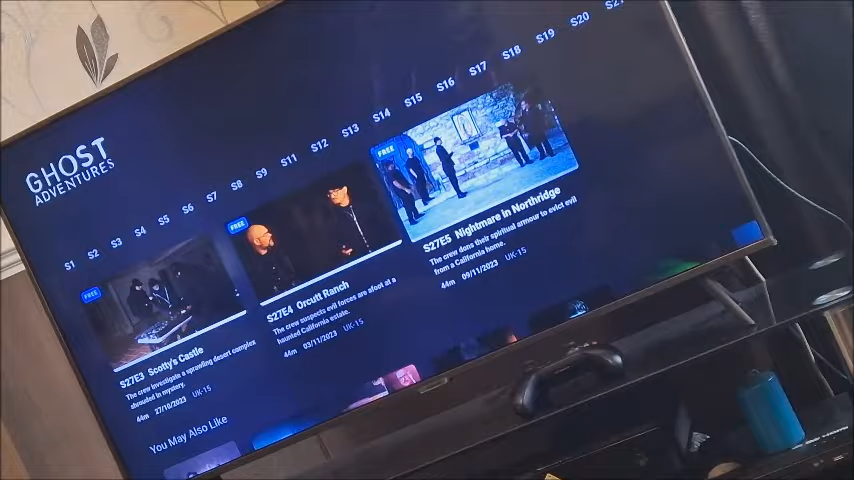 GHOST
ADVENTURES
S1 S2 S3 S4 S5 S6 S7 S8 S9 S11 S12 S13 S14 S15 S16 S17 S18 S19 S20
FREE
S27E3 Scotty's Castle
The crew investigate a sprawling desert complex
shrouded in mystery.
44m 27/10/2023 UK-15
FREE
S27E4 Orcutt Ranch
The crew suspects evil forces are afoot at a
haunted California estate.
44m 03/11/2023 UK-15
FREE
S27E5 Nightmare in Northridge
The crew dons their spiritual armour to evict evil
from a California home.
44m 09/11/2023 UK-15
You May Also Like